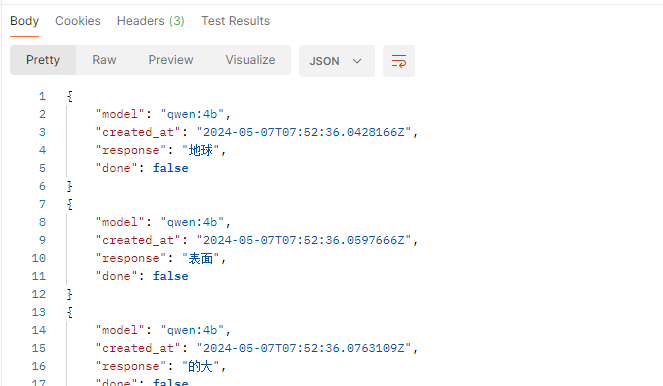 Body Cookies Headers (3) Test Results
Pretty Raw Preview Visualize JSON
1 {
2 "model": "qwen:4b",
3 "created_at": "2024-05-07T07:52:36.0428166Z",
4 "response": "地球",
5 "done": false
6 }
7 {
8 "model": "qwen:4b",
9 "created_at": "2024-05-07T07:52:36.0597666Z",
10 "response": "表面",
11 "done": false
12 }
13 {
14 "model": "qwen:4b",
15 "created_at": "2024-05-07T07:52:36.0763109Z",
16 "response": "的大",
17 "done": false